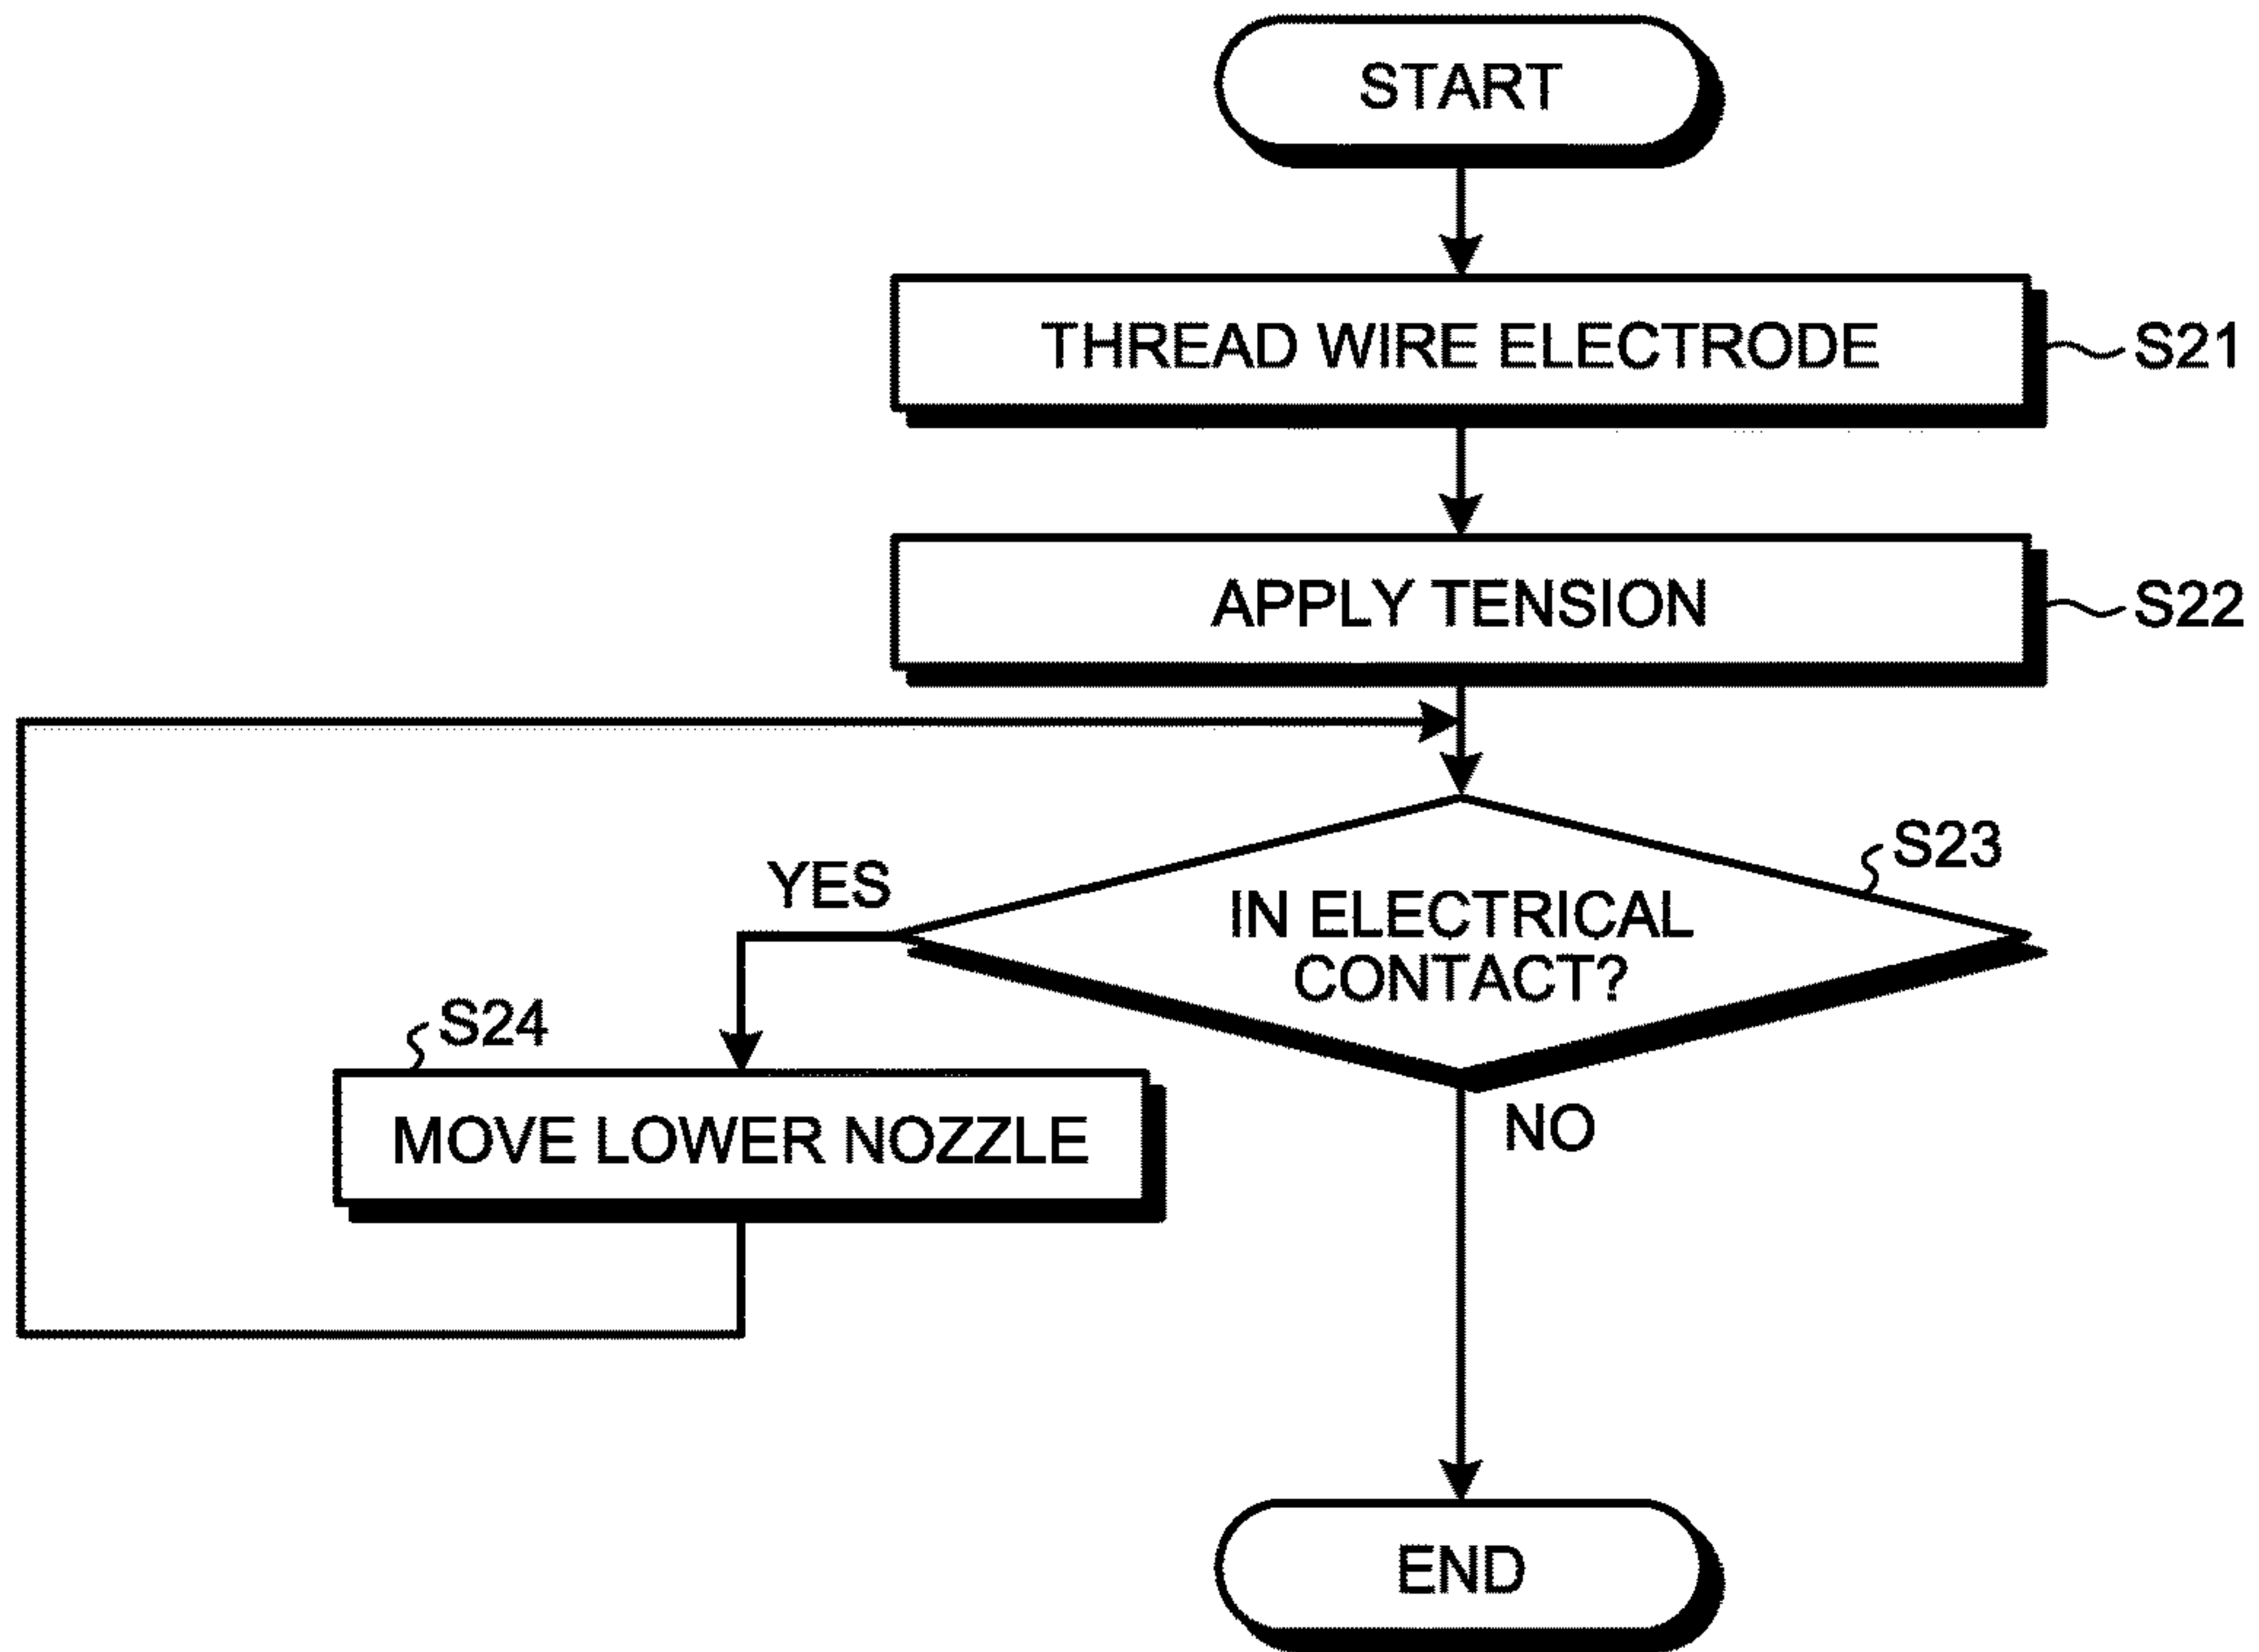 START
THREAD WIRE ELECTRODE
S21
APPLY TENSION
S22
S23
YES
IN ELECTRICAL
CONTACT?
S24
MOVE LOWER NOZZLE
NO
END